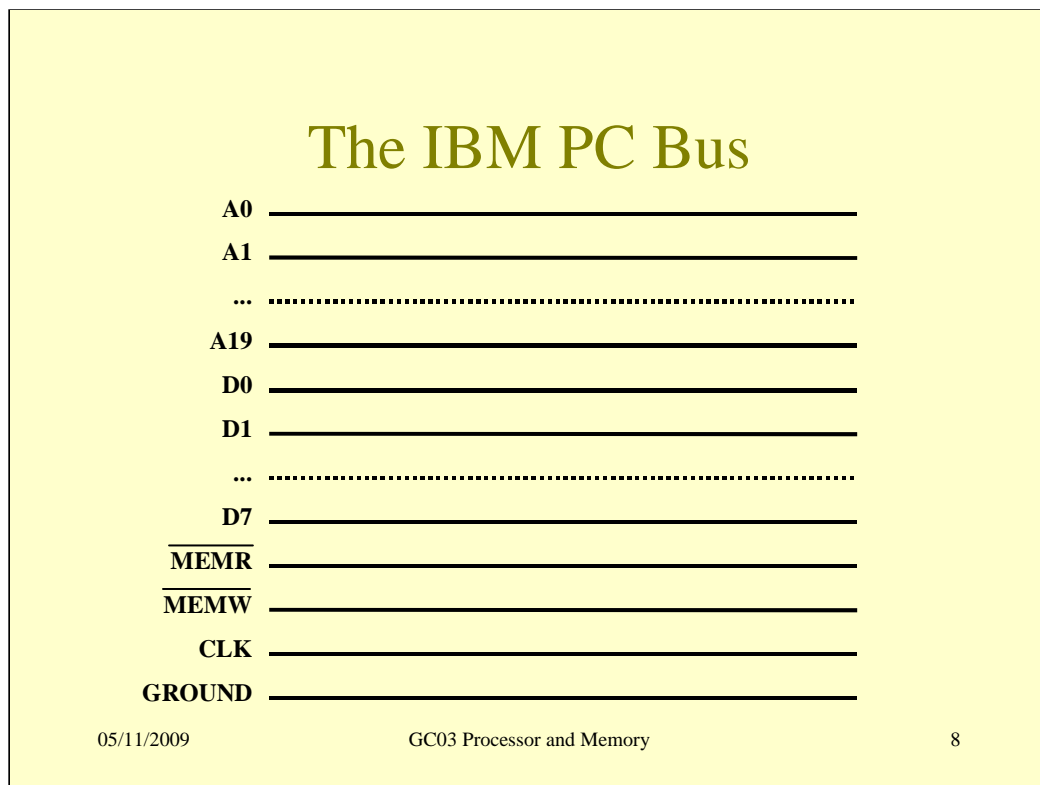 The IBM PC Bus
A0
A1
...
A19
D0
D1
...
D7
MEMR
MEMW
CLK
GROUND
05/11/2009 GC03 Processor and Memory 8